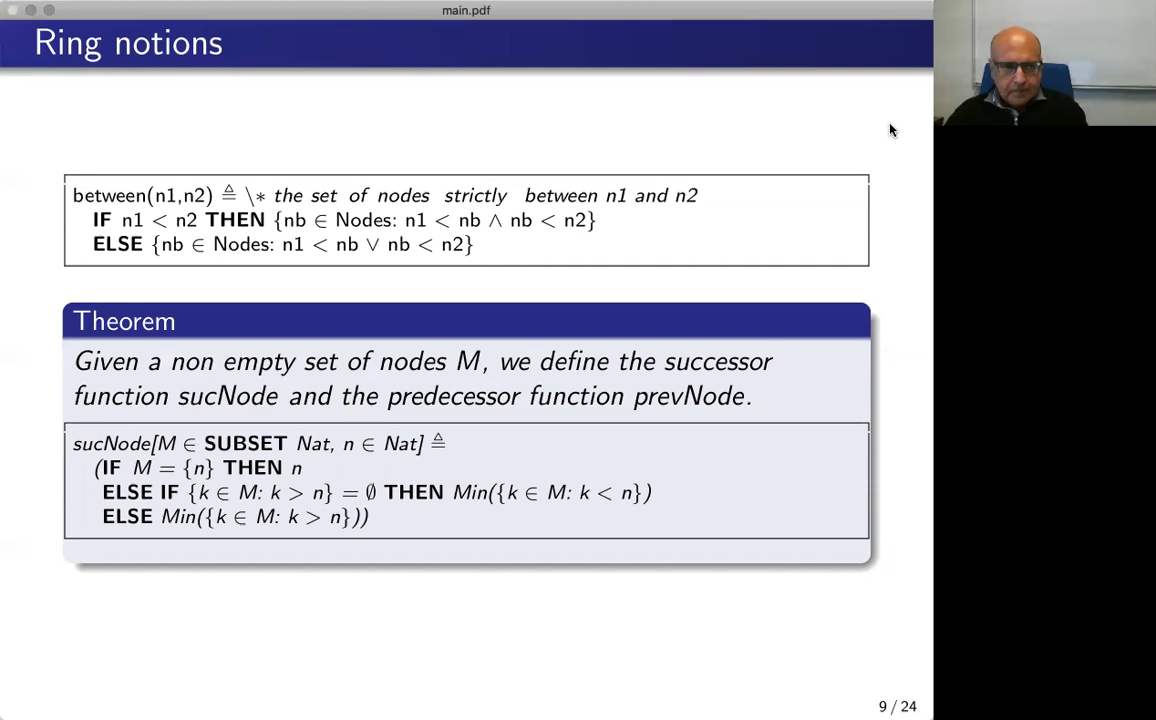 main.pdf
Ring notions
between(n1,n2) ≜ \* the set of nodes strictly between n1 and n2
IF n1 < n2 THEN {nb ∈ Nodes: n1 < nb ∧ nb < n2}
ELSE {nb ∈ Nodes: n1 < nb ∨ nb < n2}
Theorem
Given a non empty set of nodes M, we define the successor
function sucNode and the predecessor function prevNode.
sucNode[M ∈ SUBSET Nat, n ∈ Nat] ≜
(IF M = {n} THEN n
ELSE IF {k ∈ M: k > n} = ∅ THEN Min({k ∈ M: k < n})
ELSE Min({k ∈ M: k > n}))
9 / 24